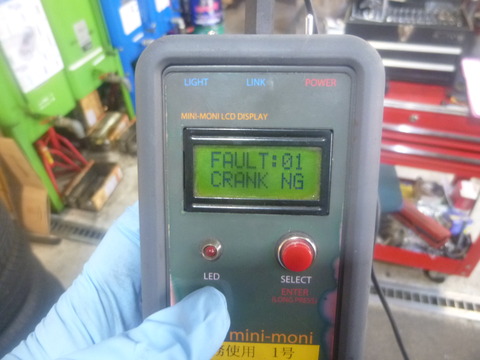 LIGHT LINK POWER
MINI-MONI LCD DISPLAY
FAULT:01
CRANK NG
LED
SELECT
ENTER
(LONG PRESS)
mini-moni
務使用 1号